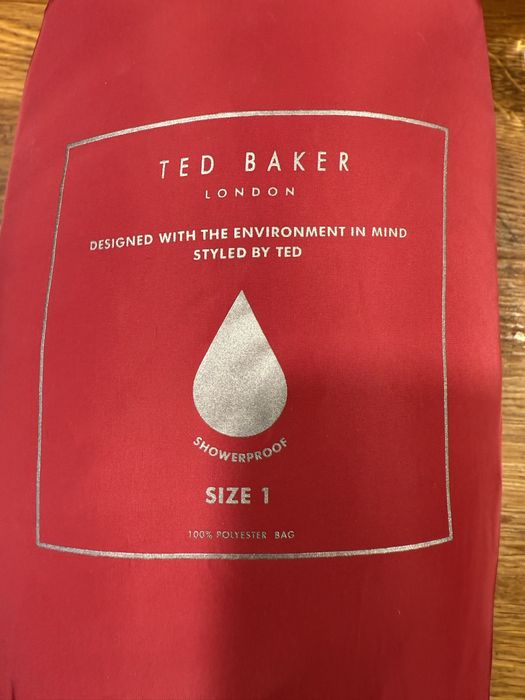 TED BAKER
LONDON
DESIGNED WITH THE ENVIRONMENT IN MIND
STYLED BY TED
SHOWERPROOF
SIZE 1
100% POLYESTER BAG